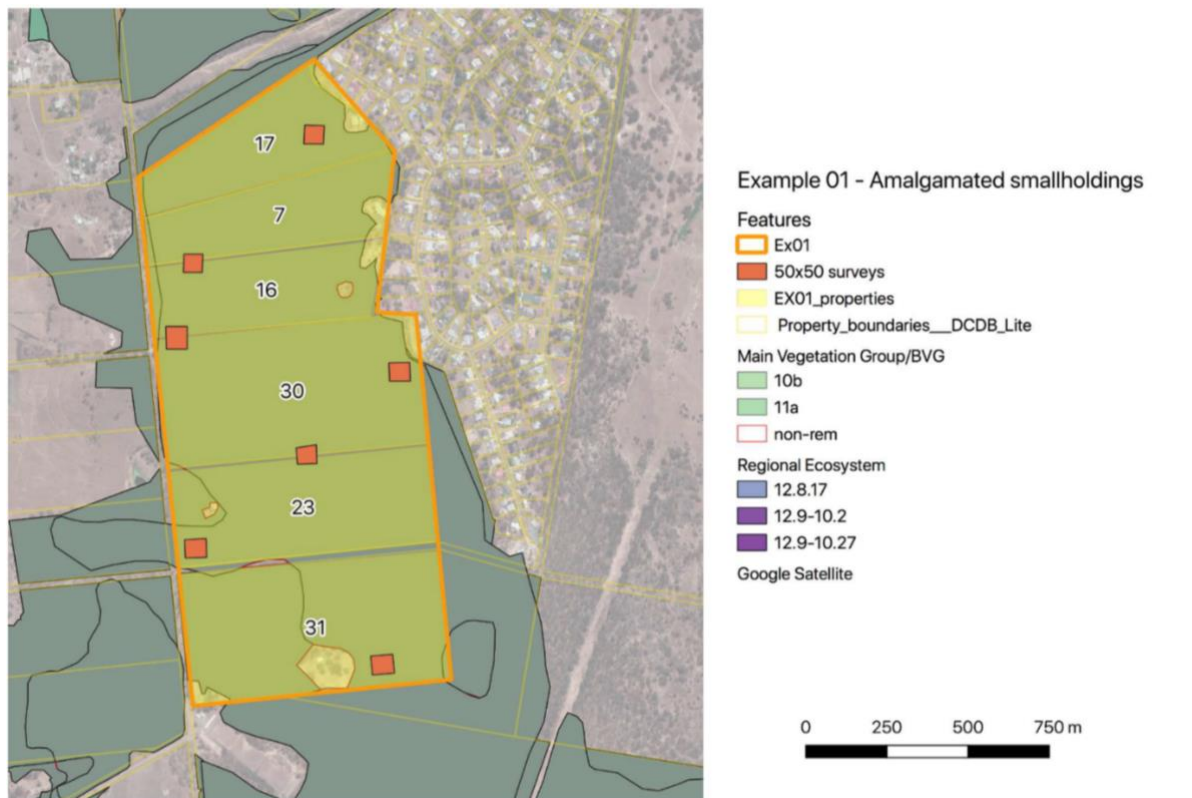 17
7
16
30
23
31
Example 01 - Amalgamated smallholdings
Features
Ex01
50x50 surveys
EX01_properties
Property_boundaries___DCDB_Lite
Main Vegetation Group/BVG
10b
11a
non-rem
Regional Ecosystem
12.8.17
12.9-10.2
12.9-10.27
Google Satellite
0 250 500 750 m